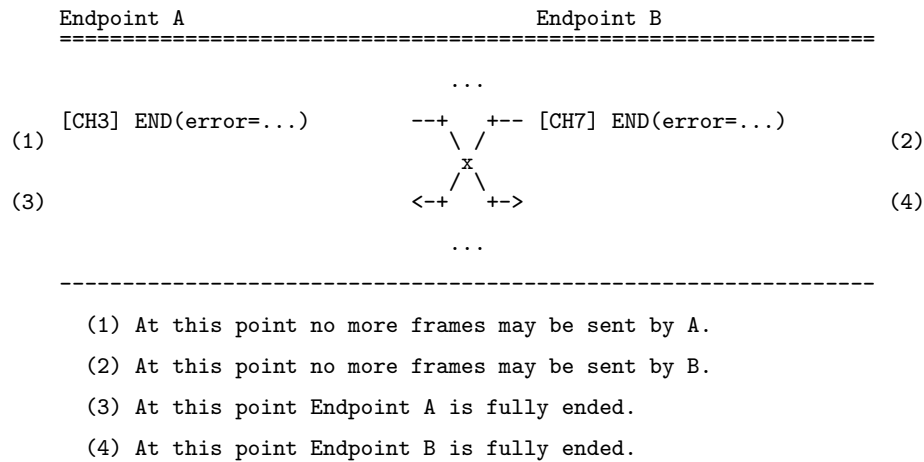 Endpoint A                            Endpoint B
=================================================================
...
[CH3] END(error=...)        --+  +-- [CH7] END(error=...)
(1)                               \ /                                (2)
x
/ \
(3)                            <-+  +->                             (4)
...
-----------------------------------------------------------------
(1) At this point no more frames may be sent by A.
(2) At this point no more frames may be sent by B.
(3) At this point Endpoint A is fully ended.
(4) At this point Endpoint B is fully ended.